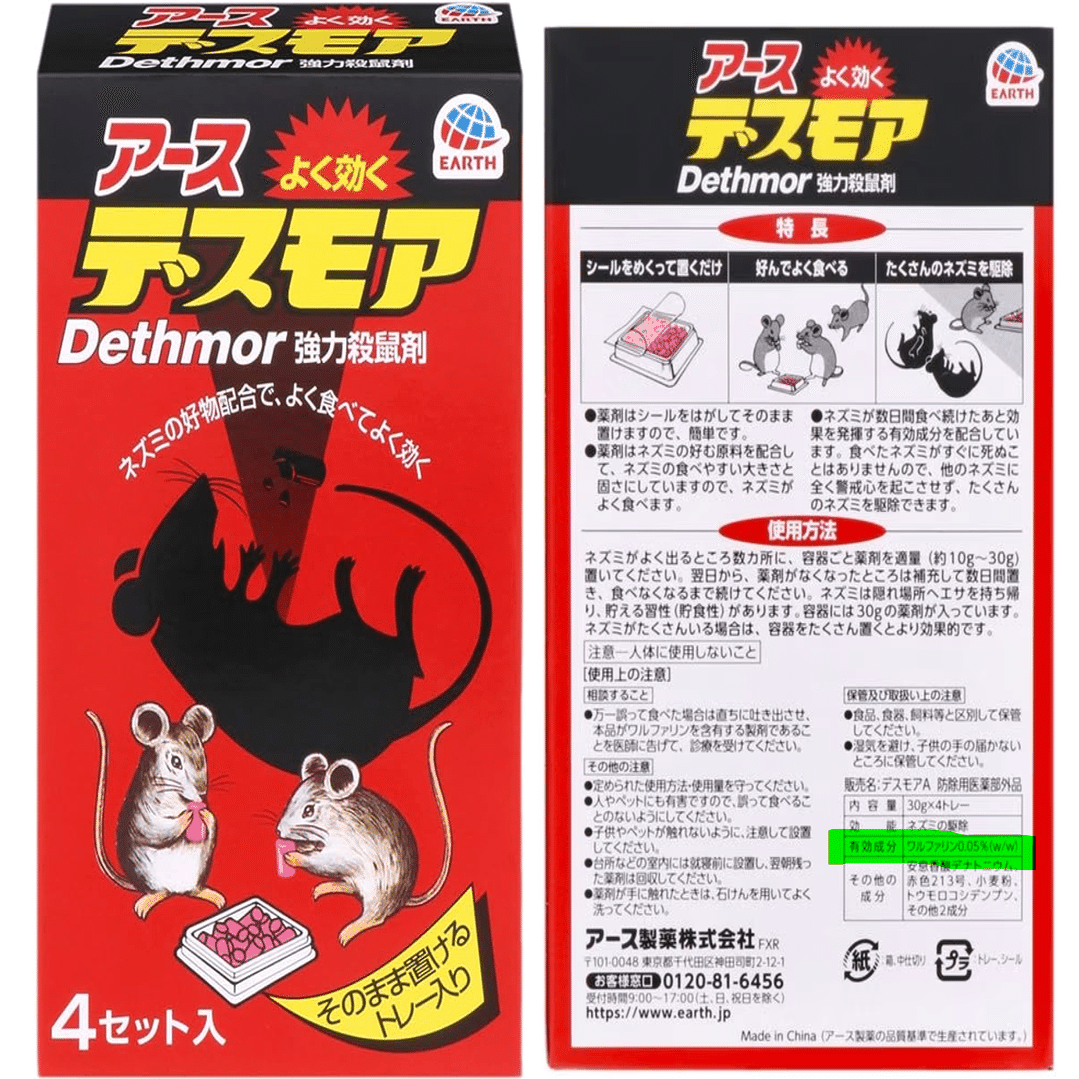 アース よく効く
EARTH
デスモア
Dethmor 強力殺鼠剤
アース
よく効く
EARTH
デスモア
Dethmor 強力殺鼠剤
ネズミの好物配合で、よく食べてよく効く
そのまま置ける
トレー入り
4セット入
アース
よく効く
EARTH
デスモア
Dethmor 強力殺鼠剤
特長
シールをめくって置くだけ
好んでよく食べる
たくさんのネズミを駆除
●薬剤はシールをはがしてそのまま
置けますので、簡単です。
●薬剤はネズミの好む原料を配合し
て、ネズミの食べやすい大きさと
固さにしていますので、ネズミが
よく食べます。
●ネズミが数日間食べ続けたあと効
果を発揮する有効成分を配合してい
ます。食べたネズミがすぐに死ぬこ
とはありませんので、他のネズミに
全く警戒心を起こさせず、たくさん
のネズミを駆除できます。
使用方法
ネズミがよく出るところ数カ所に、容器ごと薬剤を適量(約10g〜30g)
置いてください。翌日から、薬剤がなくなったところは補充して数日間置
き、食べなくなるまで続けてください。ネズミは隠れ場所へエサを持ち帰
り、貯える習性(貯食性)があります。容器には30gの薬剤が入っています。
ネズミがたくさんいる場合は、容器をたくさん置くとより効果的です。
注意―人体に使用しないこと
[使用上の注意]
相談すること
●万一誤って食べた場合は直ちに吐き出させ、
本品がワルファリンを含有する製剤であるこ
とを医師に告げて、診療を受けてください。
その他の注意
●定められた使用方法・使用量を守ってください。
●人やペットにも有害ですので、誤って食べるこ
とのないようにしてください。
●子供やペットが触れないように、注意して設置
してください。
●台所などの室内には就寝前に設置し、翌朝残っ
た薬剤は回収してください。
●薬剤が手に触れたときは、石けんを用いてよく
洗ってください。
保管及び取扱い上の注意
●食品、食器、飼料等と区別して保管
してください。
●湿気を避け、子供の手の届かない
ところに保管してください。
販売名:デスモアA 防除用医薬部外品
内容量 30g×4トレー
効能 ネズミの駆除
有効成分 ワルファリン0.05%(w/w)
その他の成分 安息香酸デナトニウム、
赤色213号、小麦粉、
トウモロコシデンプン、
その他2成分
アース製薬株式会社 FXR
〒101-0048 東京都千代田区神田司町2-12-1
お客様窓口 0120-81-6456
受付時間9:00〜17:00(土、日、祝日を除く)
https://www.earth.jp
紙 :箱、中仕切り
プラ :トレー、シール
Made in China (アース製薬の品質基準で生産されています。)